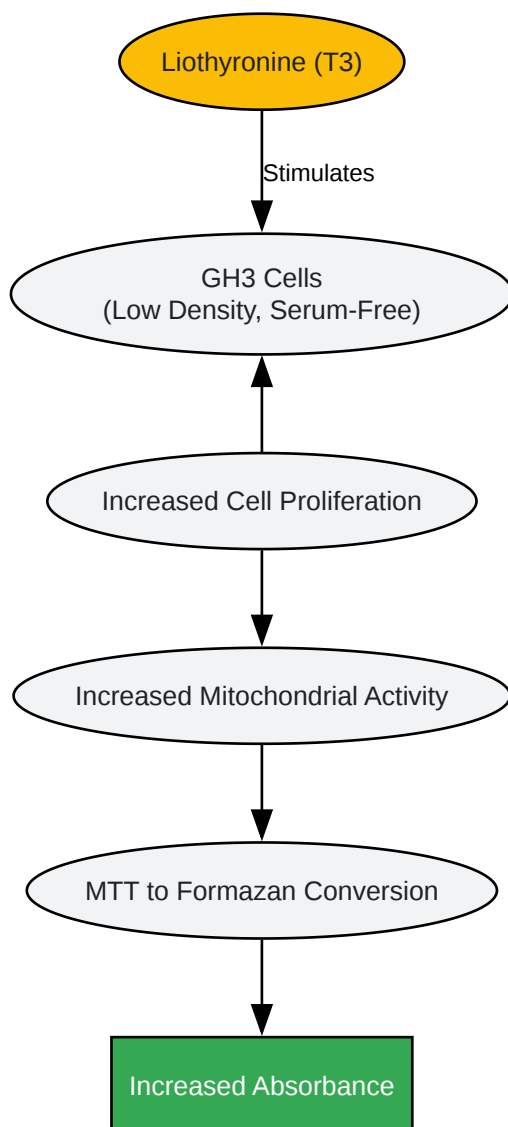 Liothyronine (T3)
Stimulates
GH3 Cells
(Low Density, Serum-Free)
Increased Cell Proliferation
Increased Mitochondrial Activity
MTT to Formazan Conversion
Increased Absorbance